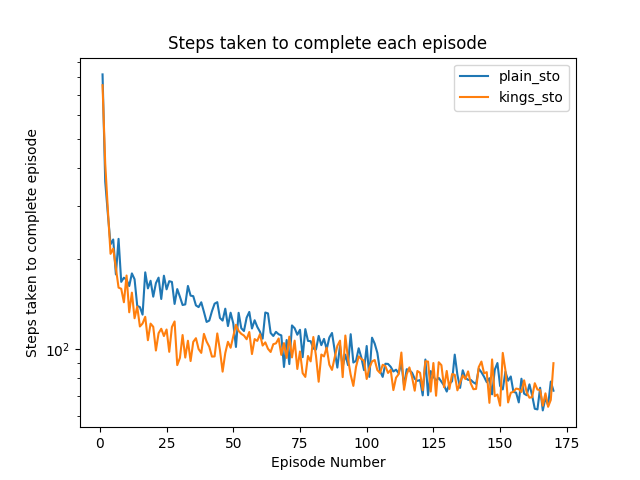 Steps taken to complete each episode
plain_sto
kings_sto
Steps taken to complete episode
10²
0 25 50 75 100 125 150 175
Episode Number